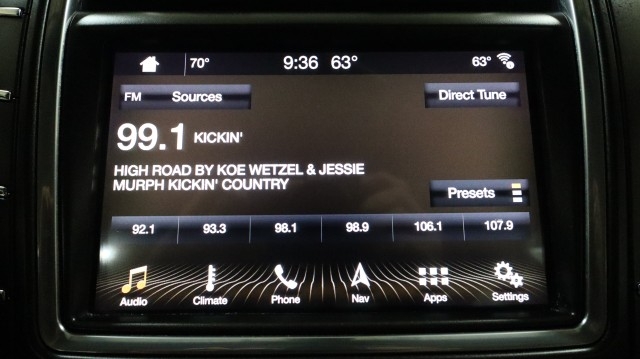 70° 9:36 63° 63°
FM Sources Direct Tune
99.1 KICKIN'
HIGH ROAD BY KOE WETZEL & JESSIE
MURPH KICKIN' COUNTRY
Presets
92.1 93.3 98.1 98.9 106.1 107.9
Audio Climate Phone Nav Apps Settings